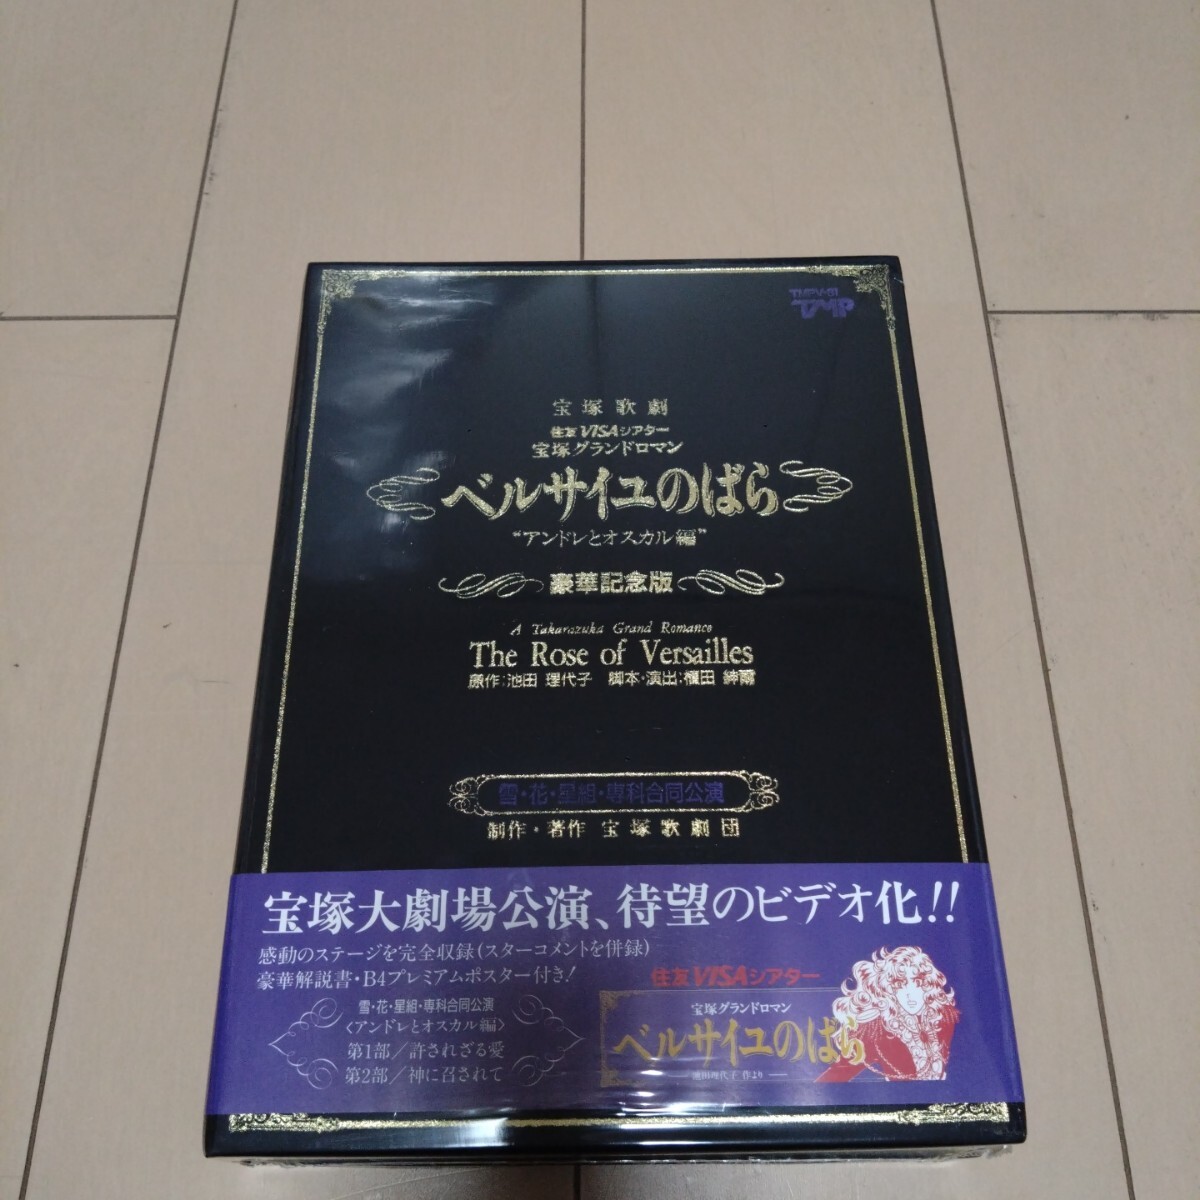 TMPV-61
TMP
宝塚歌劇
住友VISAシアター
宝塚グランドロマン
ベルサイユのばら
“アンドレとオスカル編”
豪華記念版
A Takarazuka Grand Romance
The Rose of Versailles
原作:池田 理代子 脚本・演出:植田 紳爾
雪・花・星組・専科合同公演
制作・著作 宝塚歌劇団
宝塚大劇場公演、待望のビデオ化!!
感動のステージを完全収録(スターコメントを併録)
豪華解説書・B4プレミアムポスター付き!
雪・花・星組・専科合同公演
〈アンドレとオスカル編〉
第1部／許されざる愛
第2部／神に召されて
住友VISAシアター
宝塚グランドロマン
ベルサイユのばら
―池田理代子 作より―